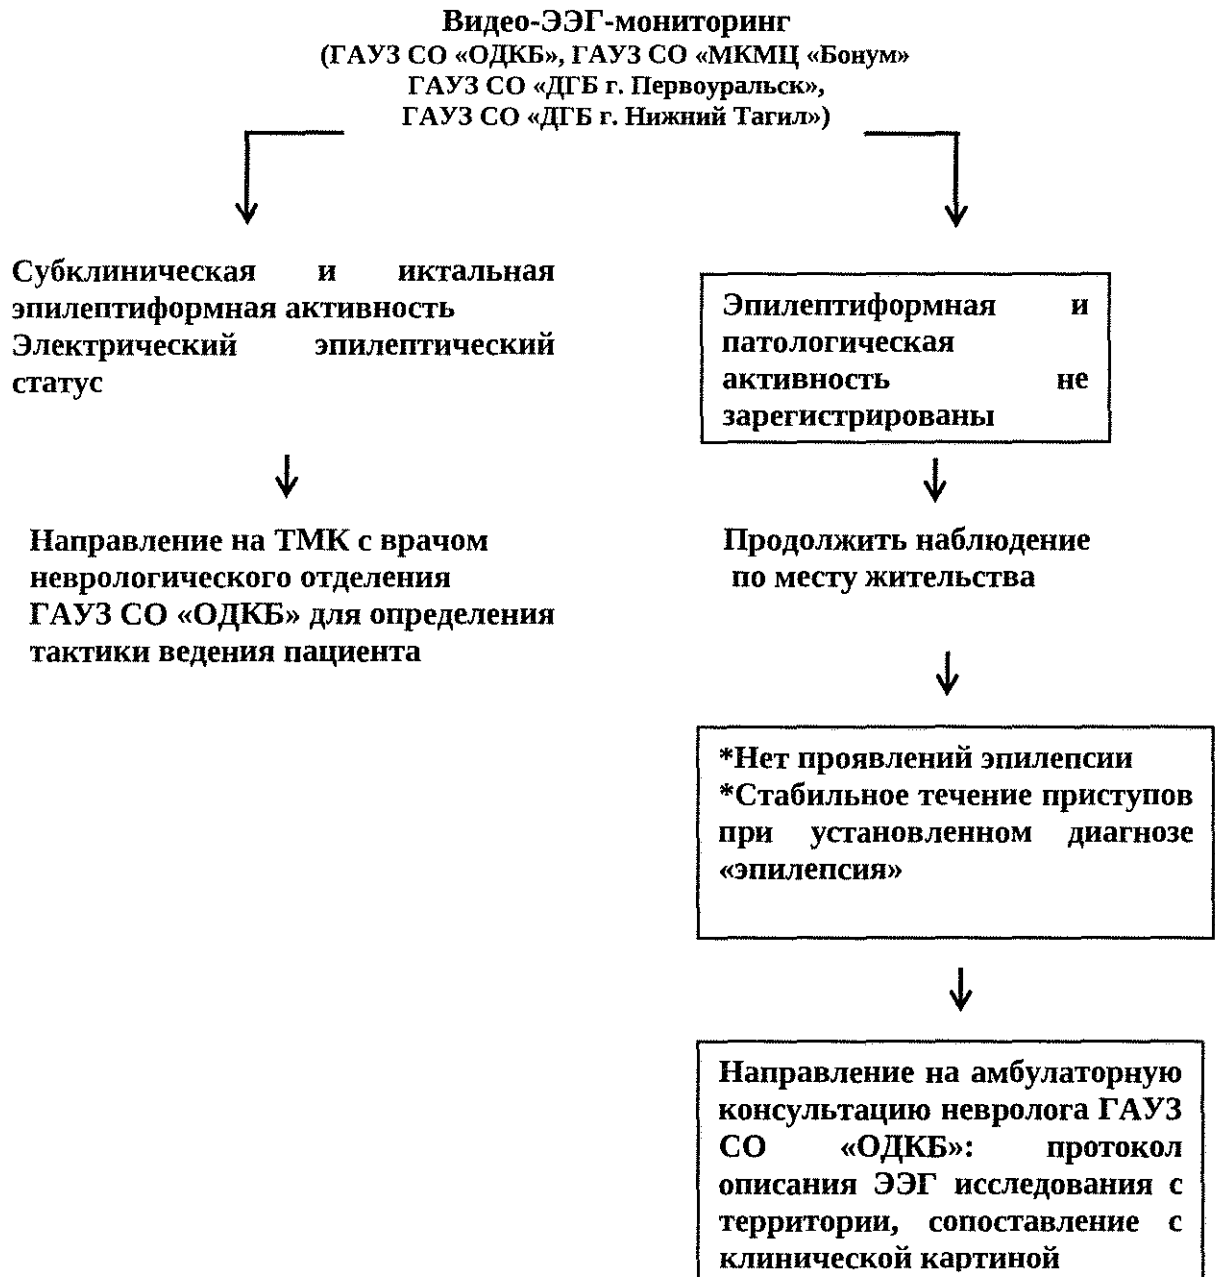 Видео-ЭЭГ-мониторинг
(ГАУЗ СО «ОДКБ», ГАУЗ СО «МКМЦ «Бонум»
ГАУЗ СО «ДГБ г. Первоуральск»,
ГАУЗ СО «ДГБ г. Нижний Тагил»)
Субклиническая и иктальная
эпилептиформная активность
Электрический эпилептический
статус
Эпилептиформная и
патологическая
активность не
зарегистрированы
Направление на ТМК с врачом
неврологического отделения
ГАУЗ СО «ОДКБ» для определения
тактики ведения пациента
Продолжить наблюдение
по месту жительства
*Нет проявлений эпилепсии
*Стабильное течение приступов
при установленном диагнозе
«эпилепсия»
Направление на амбулаторную
консультацию невролога ГАУЗ
СО «ОДКБ»: протокол
описания ЭЭГ исследования с
территории, сопоставление с
клинической картиной